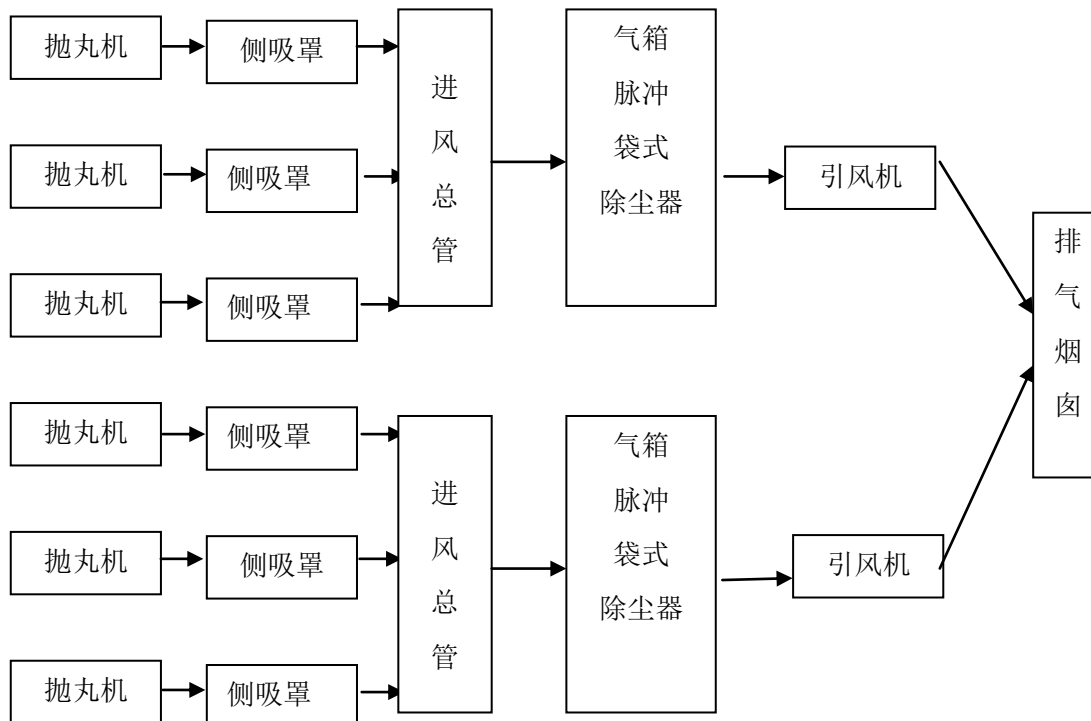 抛丸机
侧吸罩
抛丸机
侧吸罩
抛丸机
侧吸罩
进
风
总
管
气箱
脉冲
袋式
除尘器
引风机
抛丸机
侧吸罩
抛丸机
侧吸罩
抛丸机
侧吸罩
进
风
总
管
气箱
脉冲
袋式
除尘器
引风机
排
气
烟
囱